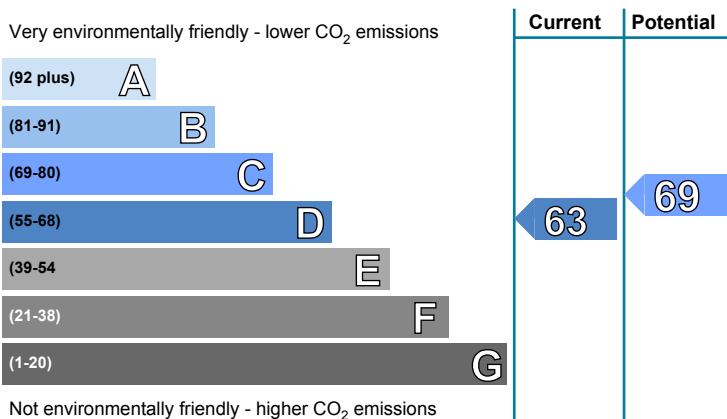 Very environmentally friendly - lower CO2 emissions
Current
Potential
(92 plus) A
(81-91) B
(69-80) C
(55-68) D
(39-54 E
(21-38) F
(1-20) G
63
69
Not environmentally friendly - higher CO2 emissions